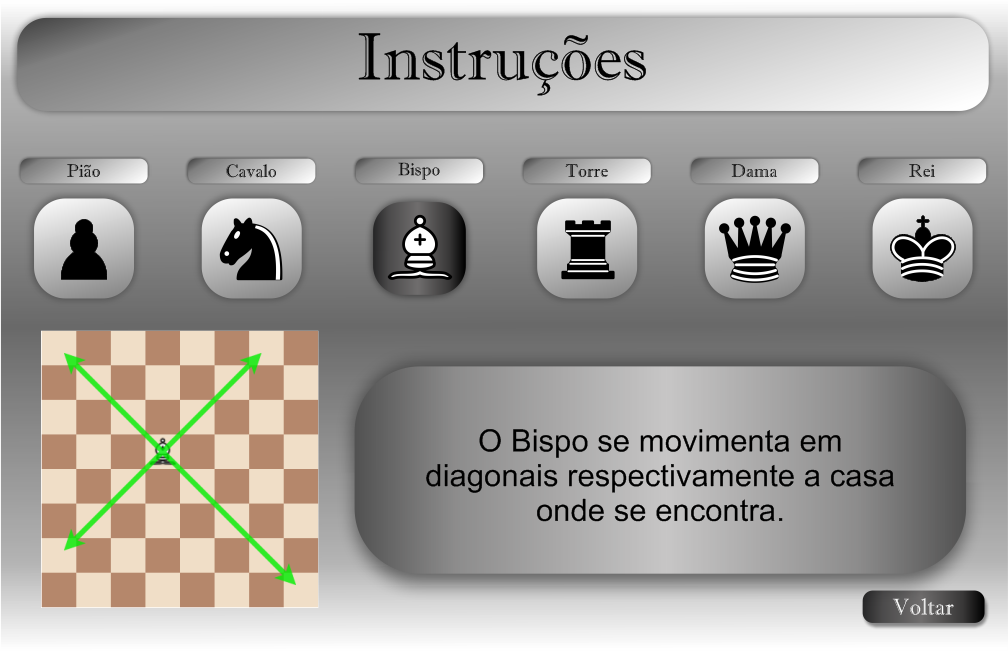 Instruções
Pião
Cavalo
Bispo
Torre
Dama
Rei
O Bispo se movimenta em
diagonais respectivamente a casa
onde se encontra.
Voltar